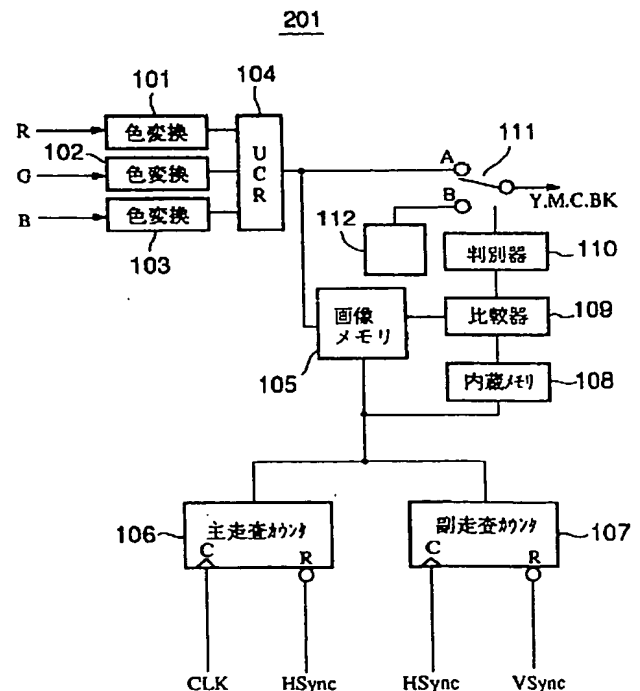 201
101
104
R
色変換
102
G
色変換
UCR
B
色変換
103
A
111
B
Y.M.C.BK
112
判別器
110
画像
メモリ
105
比較器
109
内蔵メモリ
108
106
主走査カウンタ
C
R
副走査カウンタ
107
C
R
CLK
HSync
HSync
VSync